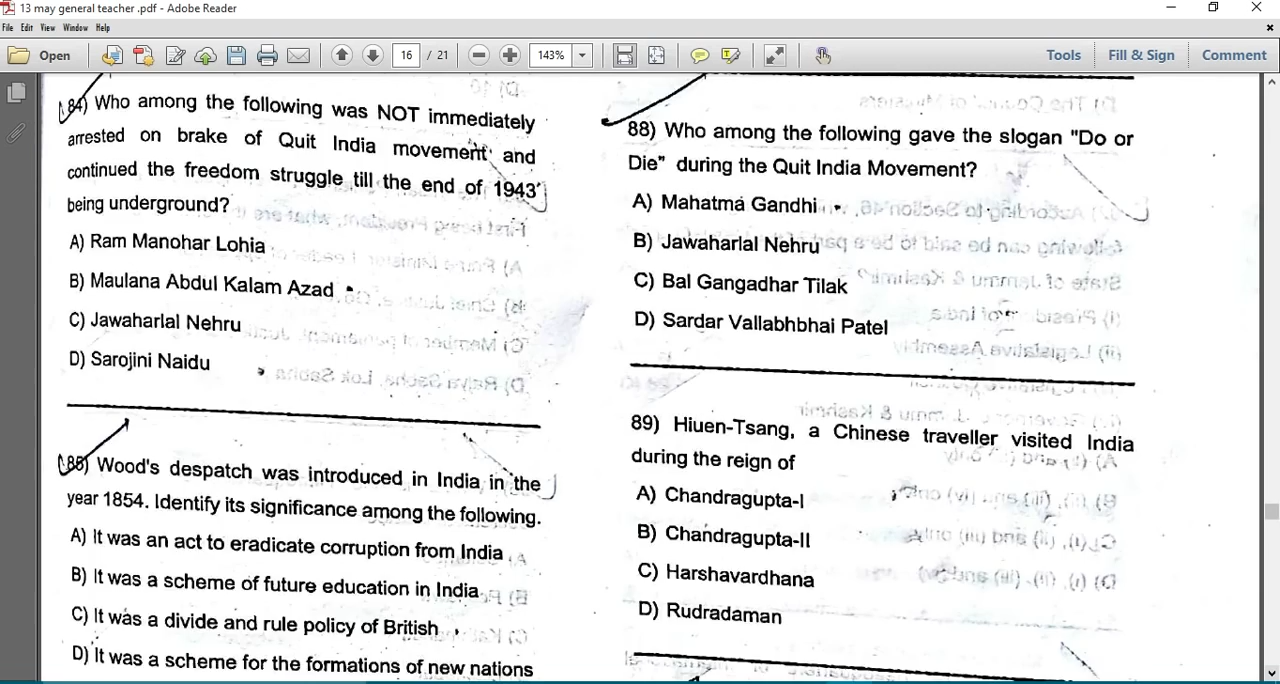 13 may general teacher .pdf - Adobe Reader
File Edit View Window Help
Open
16 / 21
143%
Tools
Fill & Sign
Comment
84) Who among the following was NOT immediately
arrested on brake of Quit India movement and
continued the freedom struggle till the end of 1943
being underground?
A) Ram Manohar Lohia
B) Maulana Abdul Kalam Azad
C) Jawaharlal Nehru
D) Sarojini Naidu
85) Wood's despatch was introduced in India in the
year 1854. Identify its significance among the following.
A) It was an act to eradicate corruption from India
B) It was a scheme of future education in India
C) It was a divide and rule policy of British
D) It was a scheme for the formations of new nations
88) Who among the following gave the slogan "Do or
Die" during the Quit India Movement?
A) Mahatma Gandhi
B) Jawaharlal Nehru
C) Bal Gangadhar Tilak
D) Sardar Vallabhbhai Patel
89) Hiuen-Tsang, a Chinese traveller visited India
during the reign of
A) Chandragupta-I
B) Chandragupta-II
C) Harshavardhana
D) Rudradaman